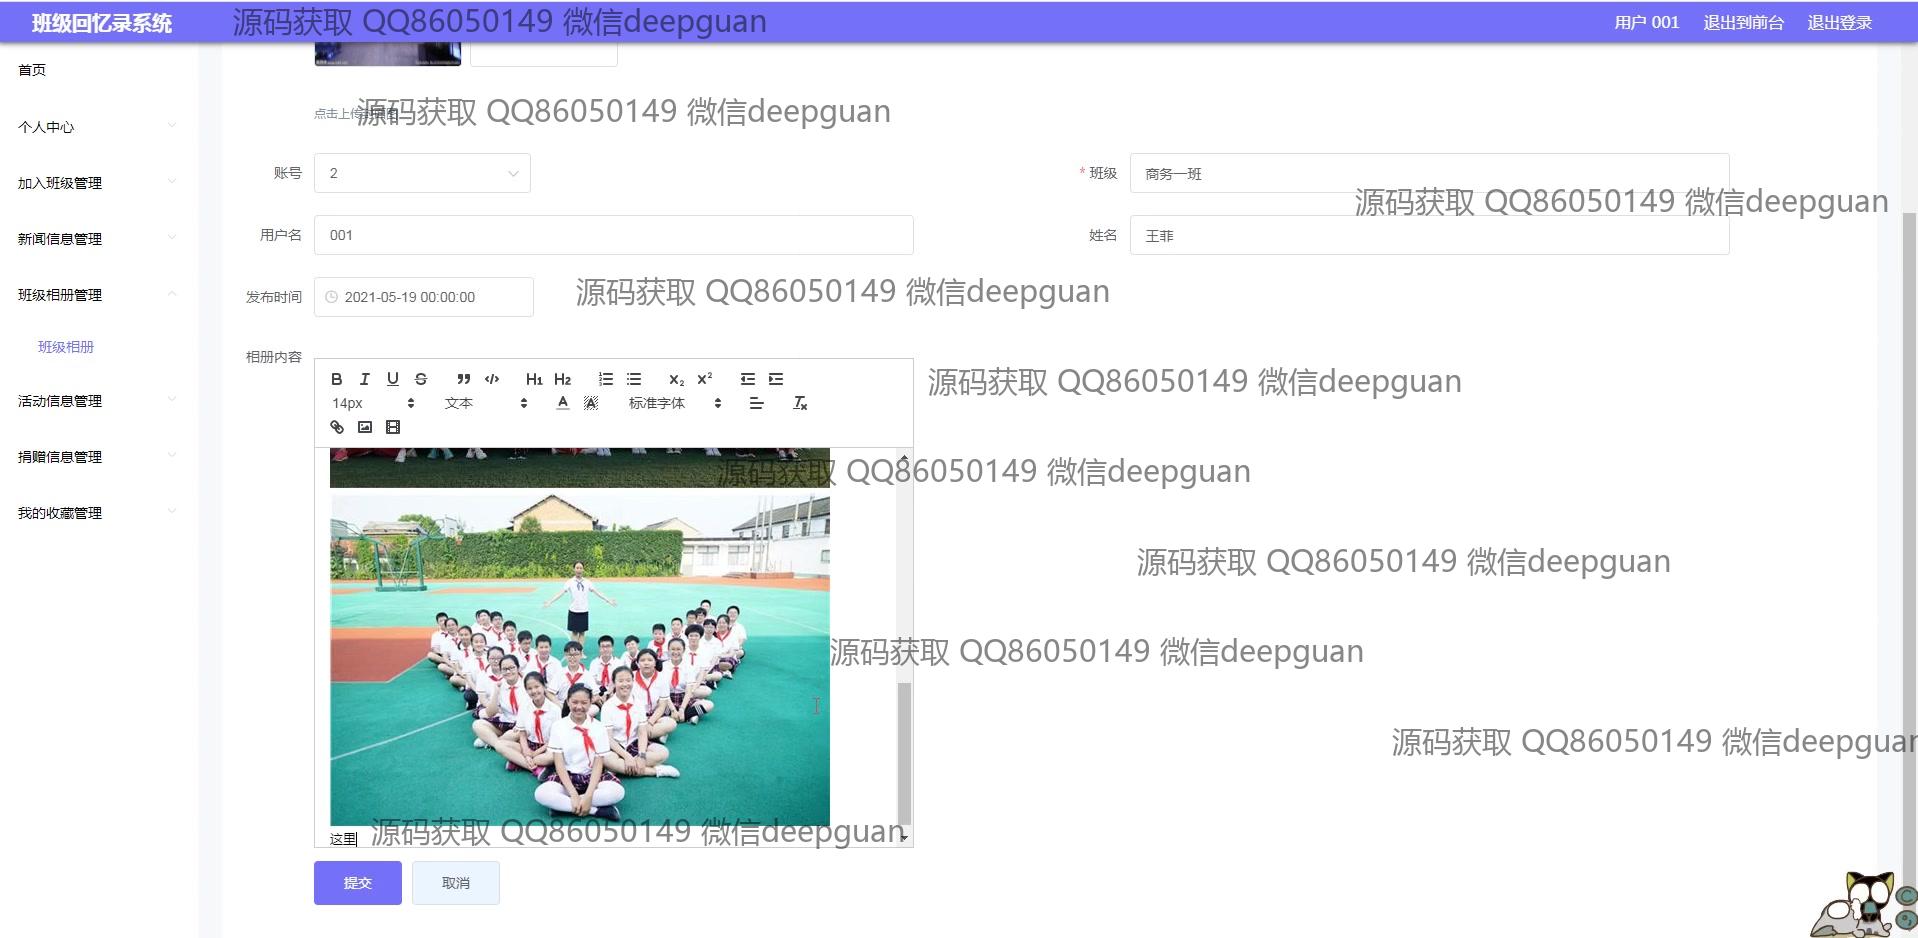 班级回忆录系统
源码获取 QQ86050149 微信deepguan
用户 001
退出到前台
退出登录
首页
个人中心
加入班级管理
新闻信息管理
班级相册管理
班级相册
活动信息管理
捐赠信息管理
我的收藏管理
点击上传
源码获取 QQ86050149 微信deepguan
账号
2
* 班级
商务一班
源码获取 QQ86050149 微信deepguan
用户名
001
姓名
王菲
发布时间
2021-05-19 00:00:00
源码获取 QQ86050149 微信deepguan
相册内容
B I U S ” </> H1 H2 x2 x2
14px
文本
A
A
标准字体
Tx
源码获取 QQ86050149 微信deepguan
源码获取 QQ86050149 微信deepguan
源码获取 QQ86050149 微信deepguan
源码获取 QQ86050149 微信deepguan
源码获取 QQ86050149 微信deepguan
这里
源码获取 QQ86050149 微信deepguan
提交
取消